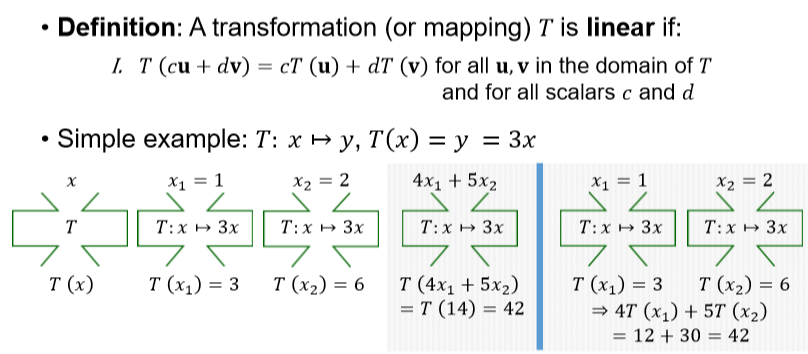 • Definition: A transformation (or mapping) T is linear if:
I. T (cu + dv) = cT (u) + dT (v) for all u, v in the domain of T
and for all scalars c and d
• Simple example: T: x ↦ y, T(x) = y = 3x
x
T
T (x)
x₁ = 1
T: x ↦ 3x
T (x₁) = 3
x₂ = 2
T: x ↦ 3x
T (x₂) = 6
4x₁ + 5x₂
T: x ↦ 3x
T (4x₁ + 5x₂)
= T (14) = 42
x₁ = 1
T: x ↦ 3x
T (x₁) = 3
x₂ = 2
T: x ↦ 3x
T (x₂) = 6
⇒ 4T (x₁) + 5T (x₂)
= 12 + 30 = 42